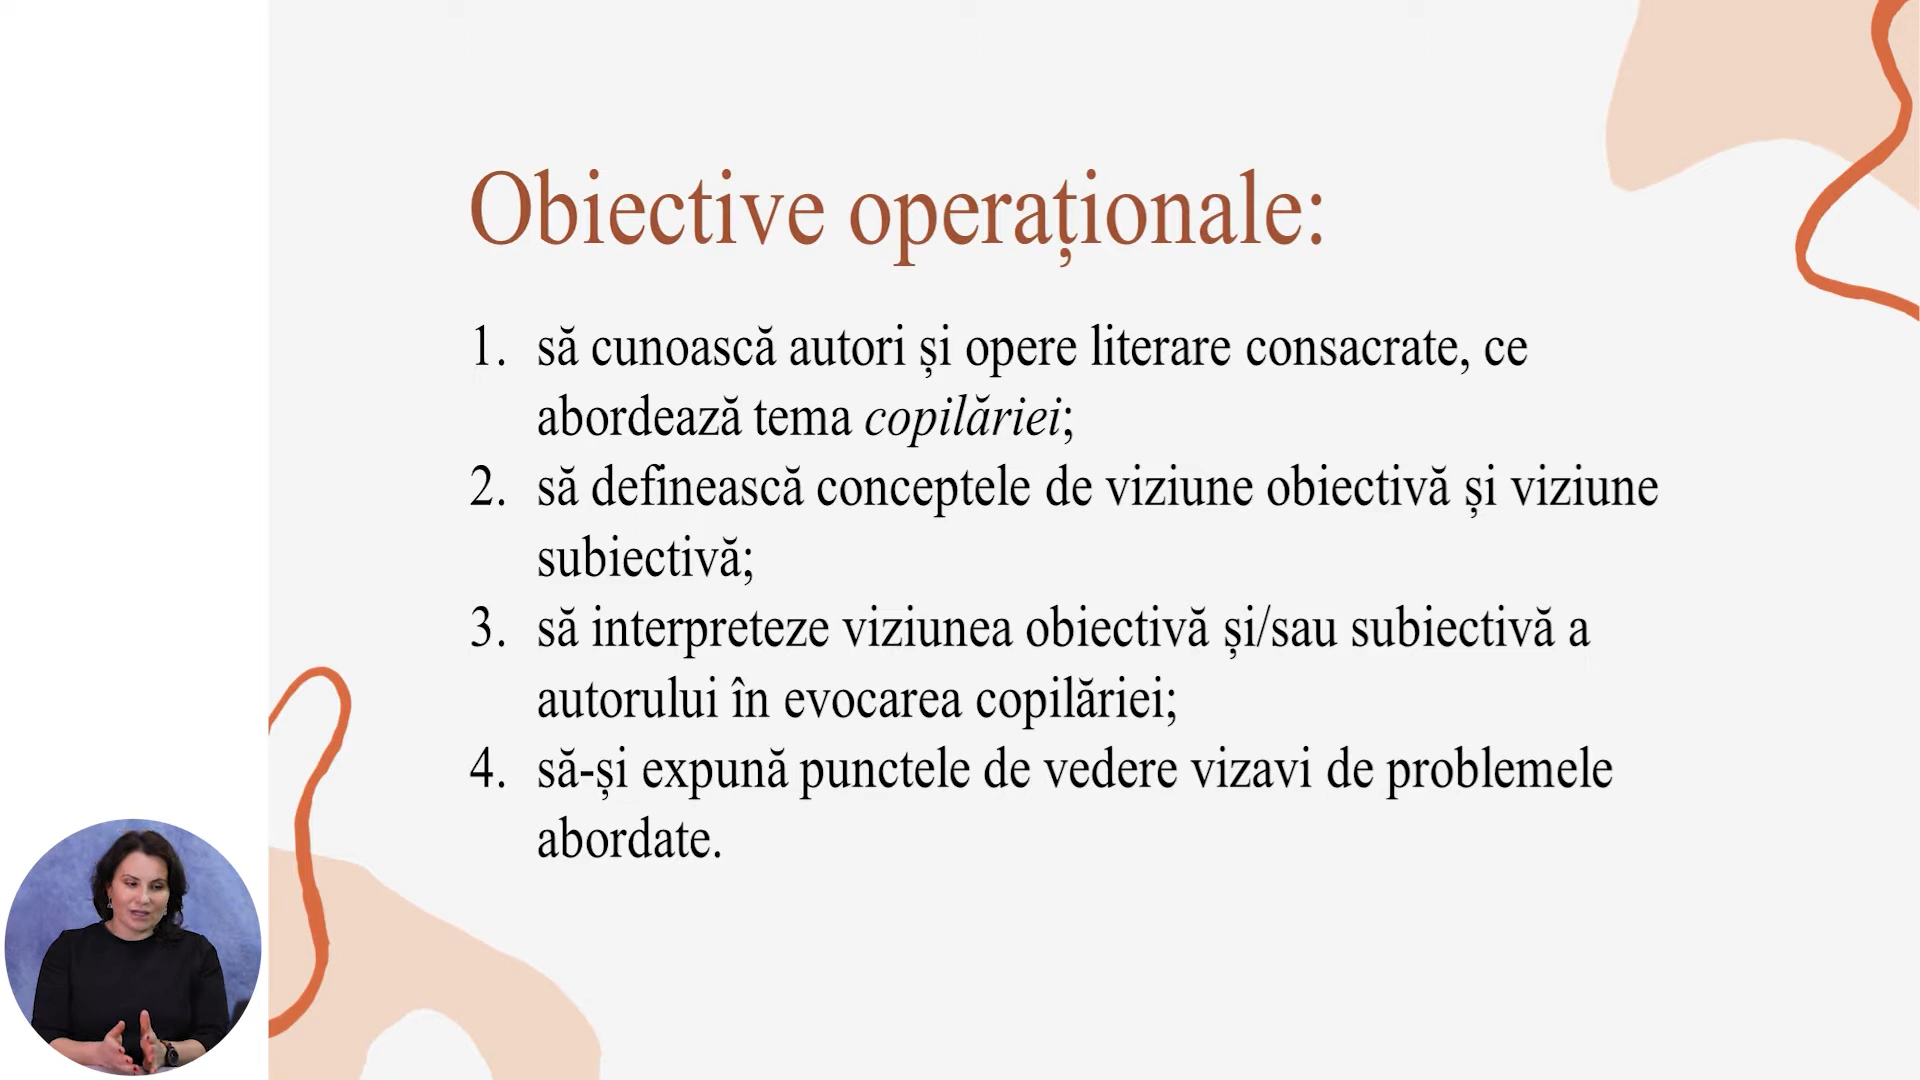 Obiective operaționale:
1. să cunoască autori și opere literare consacrate, ce
abordează tema copilăriei;
2. să definească conceptele de viziune obiectivă și viziune
subiectivă;
3. să interpreteze viziunea obiectivă și/sau subiectivă a
autorului în evocarea copilăriei;
4. să-și expună punctele de vedere vizavi de problemele
abordate.